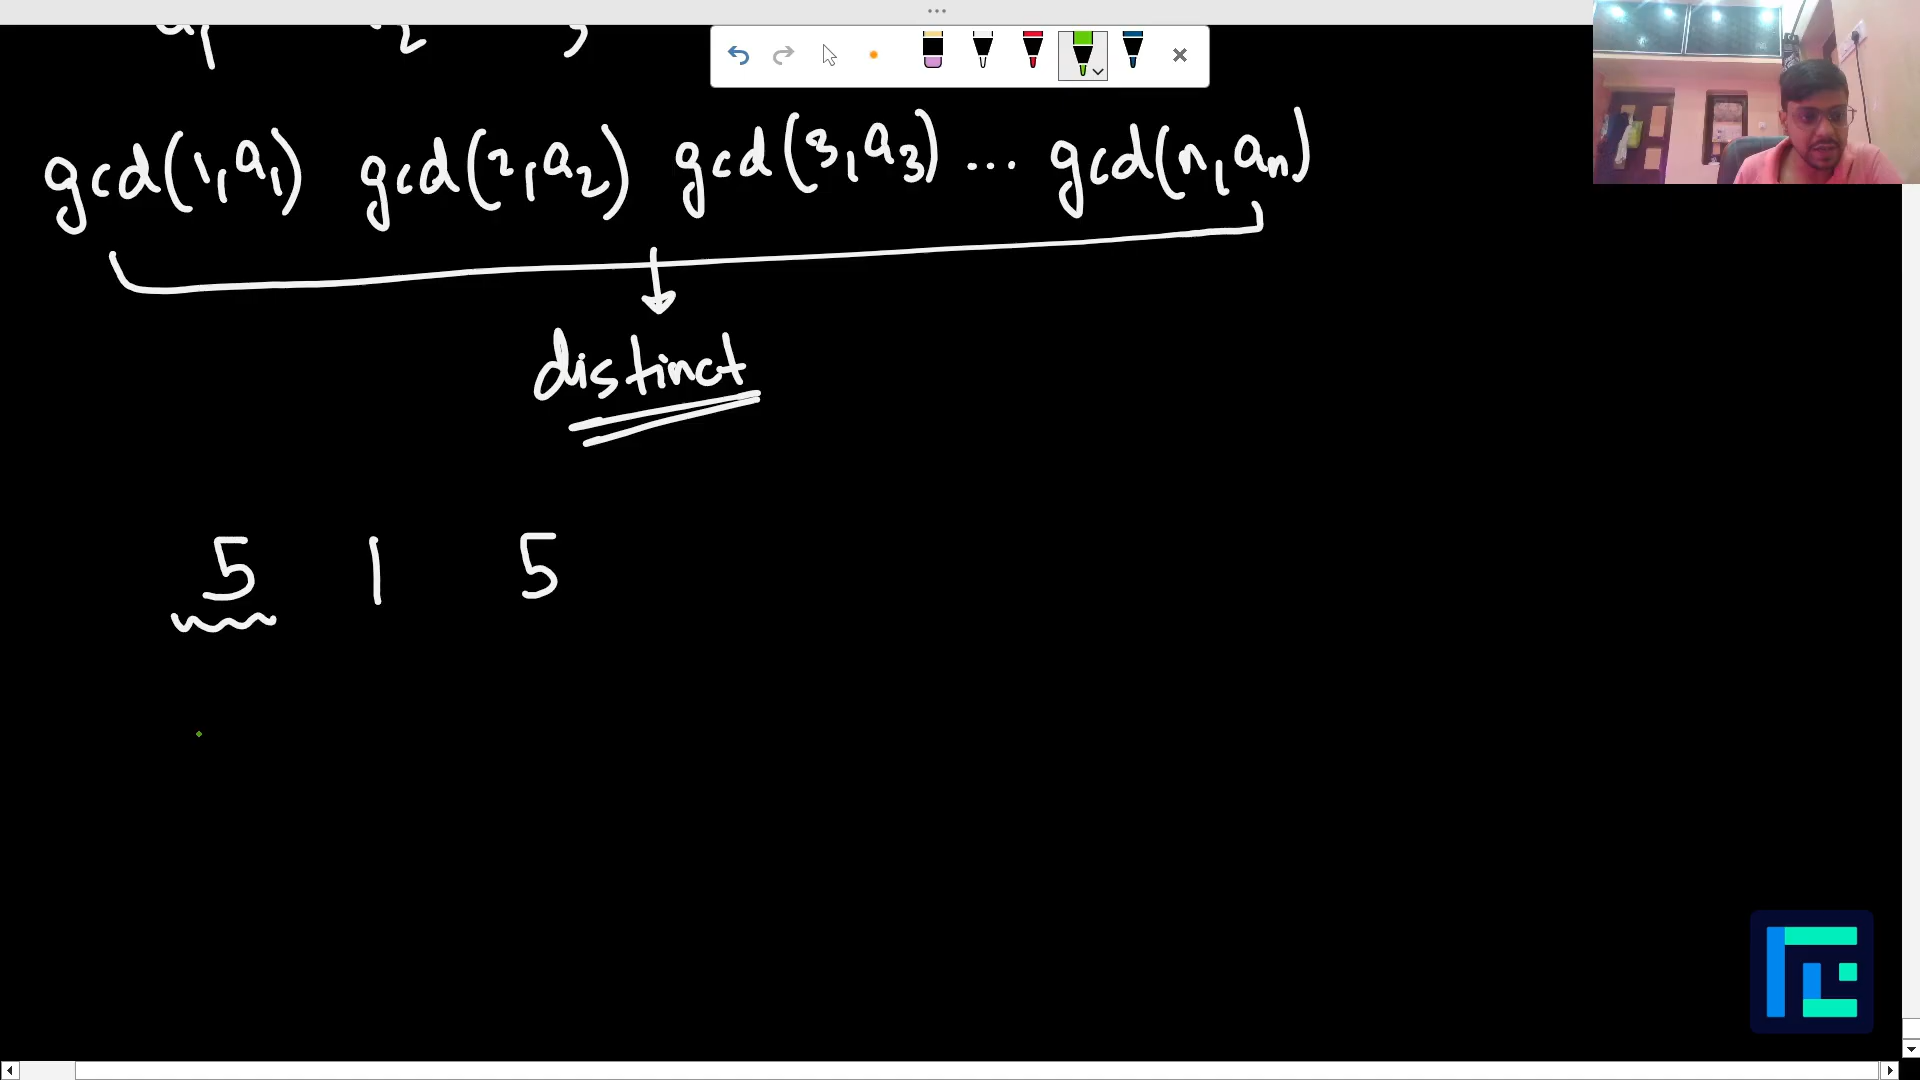 gcd(1,a1) gcd(2,a2) gcd(3,a3) ... gcd(n,an)
distinct
5 1 5